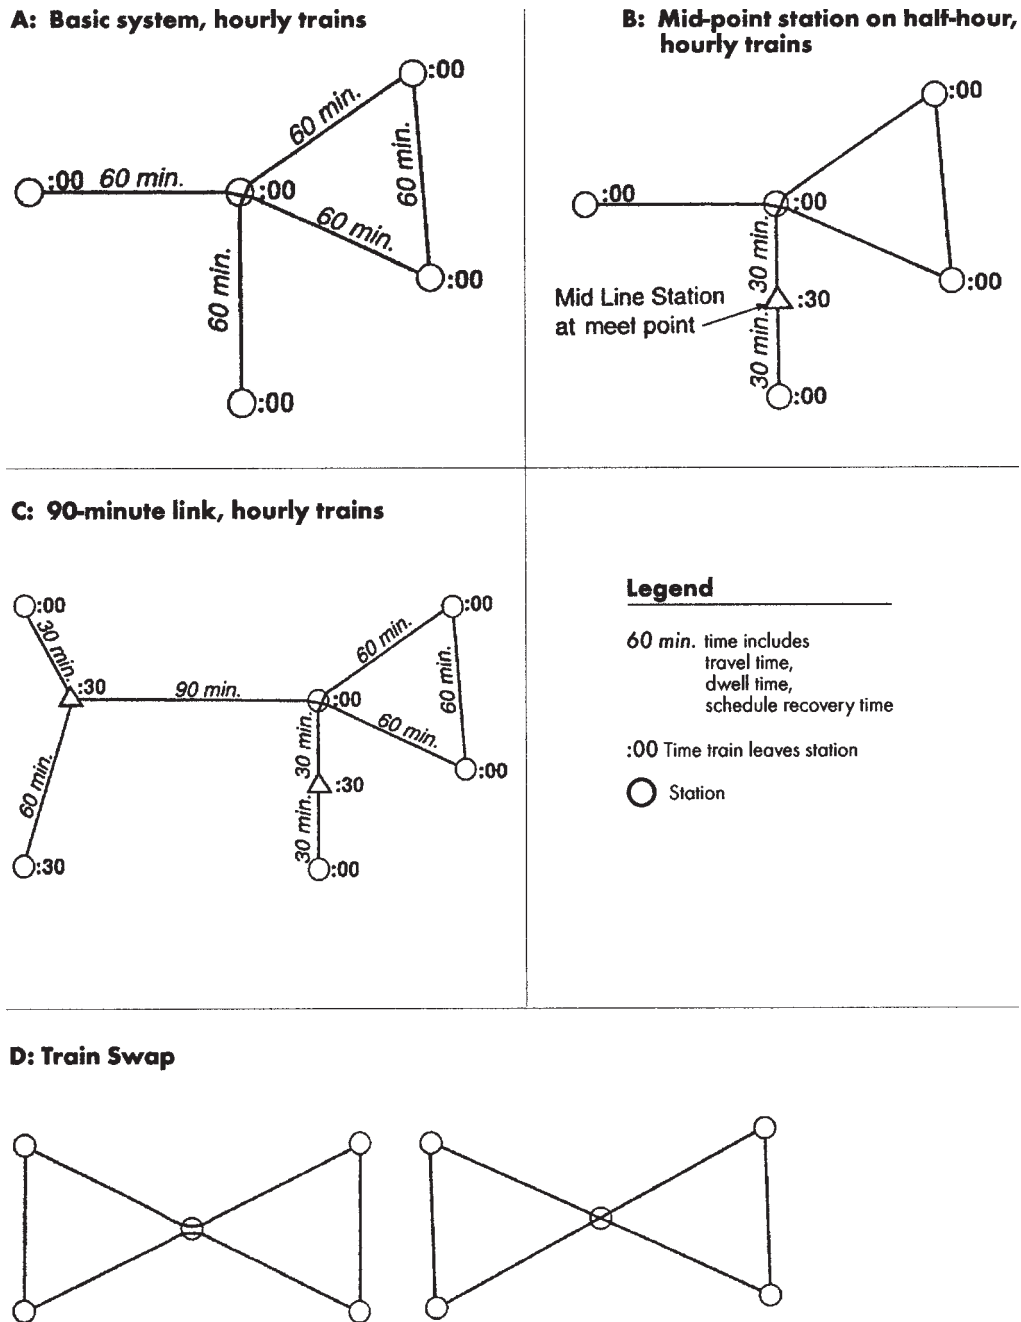 A: Basic system, hourly trains
:00
60 min.
60 min.
:00 60 min.
:00
60 min.
60 min.
:00
:00
B: Mid-point station on half-hour,
hourly trains
:00
:00
:00
30 min.
Mid Line Station
at meet point
:30
:00
30 min.
:00
C: 90-minute link, hourly trains
:00
30 min.
:30
90 min.
60 min.
:30
:00
60 min.
60 min.
:00
60 min.
:00
30 min.
:30
30 min.
:00
Legend
60 min. time includes
travel time,
dwell time,
schedule recovery time
:00 Time train leaves station
Station
D: Train Swap